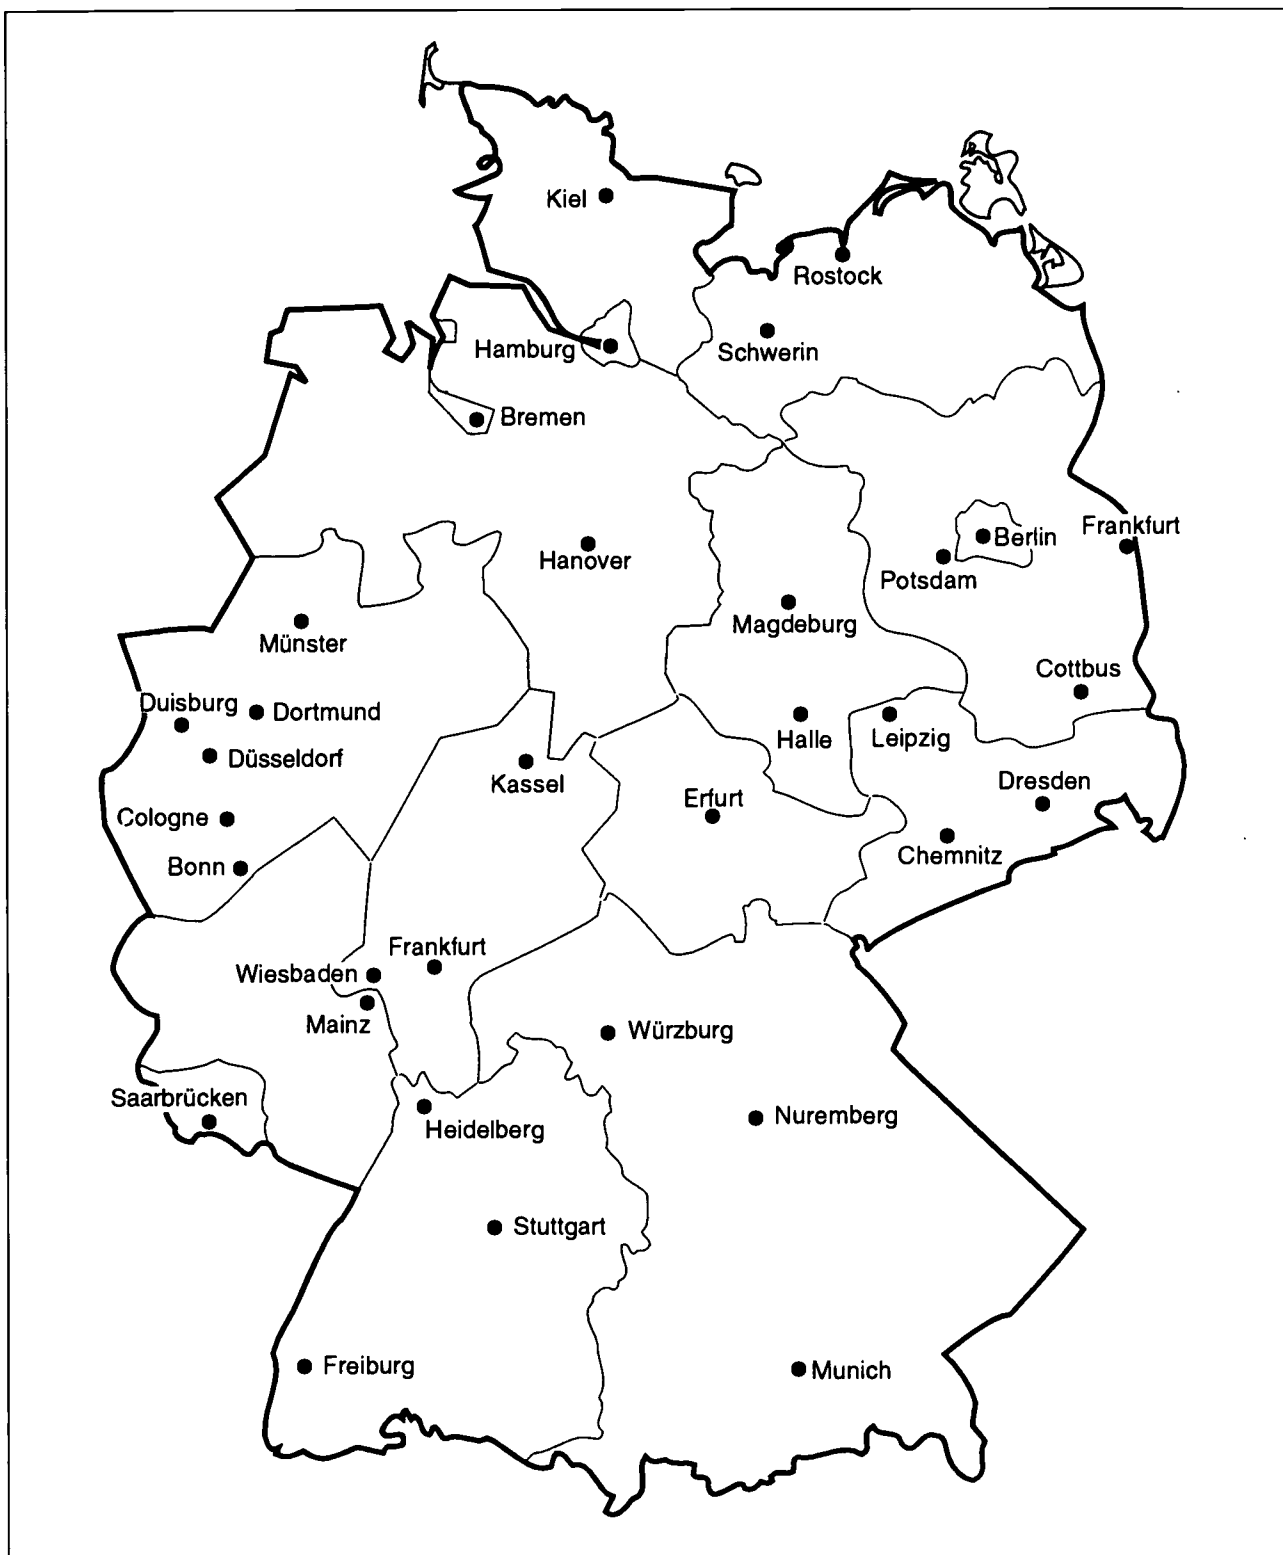 Kiel
Rostock
Schwerin
Hamburg
Bremen
Frankfurt
Berlin
Hanover
Potsdam
Magdeburg
Münster
Cottbus
Duisburg
Dortmund
Halle
Leipzig
Düsseldorf
Kassel
Dresden
Erfurt
Cologne
Chemnitz
Bonn
Frankfurt
Wiesbaden
Mainz
Würzburg
Saarbrücken
Nuremberg
Heidelberg
Stuttgart
Freiburg
Munich